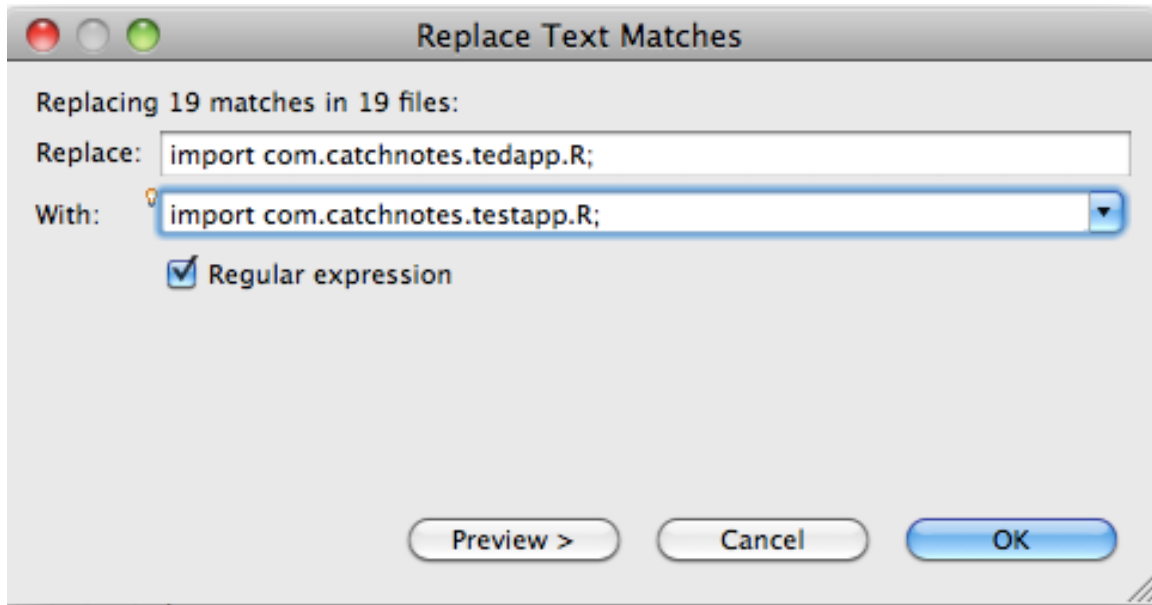 Replace Text Matches
Replacing 19 matches in 19 files:
Replace: import com.catchnotes.tedapp.R;
With: import com.catchnotes.testapp.R;
Regular expression
Preview > Cancel OK